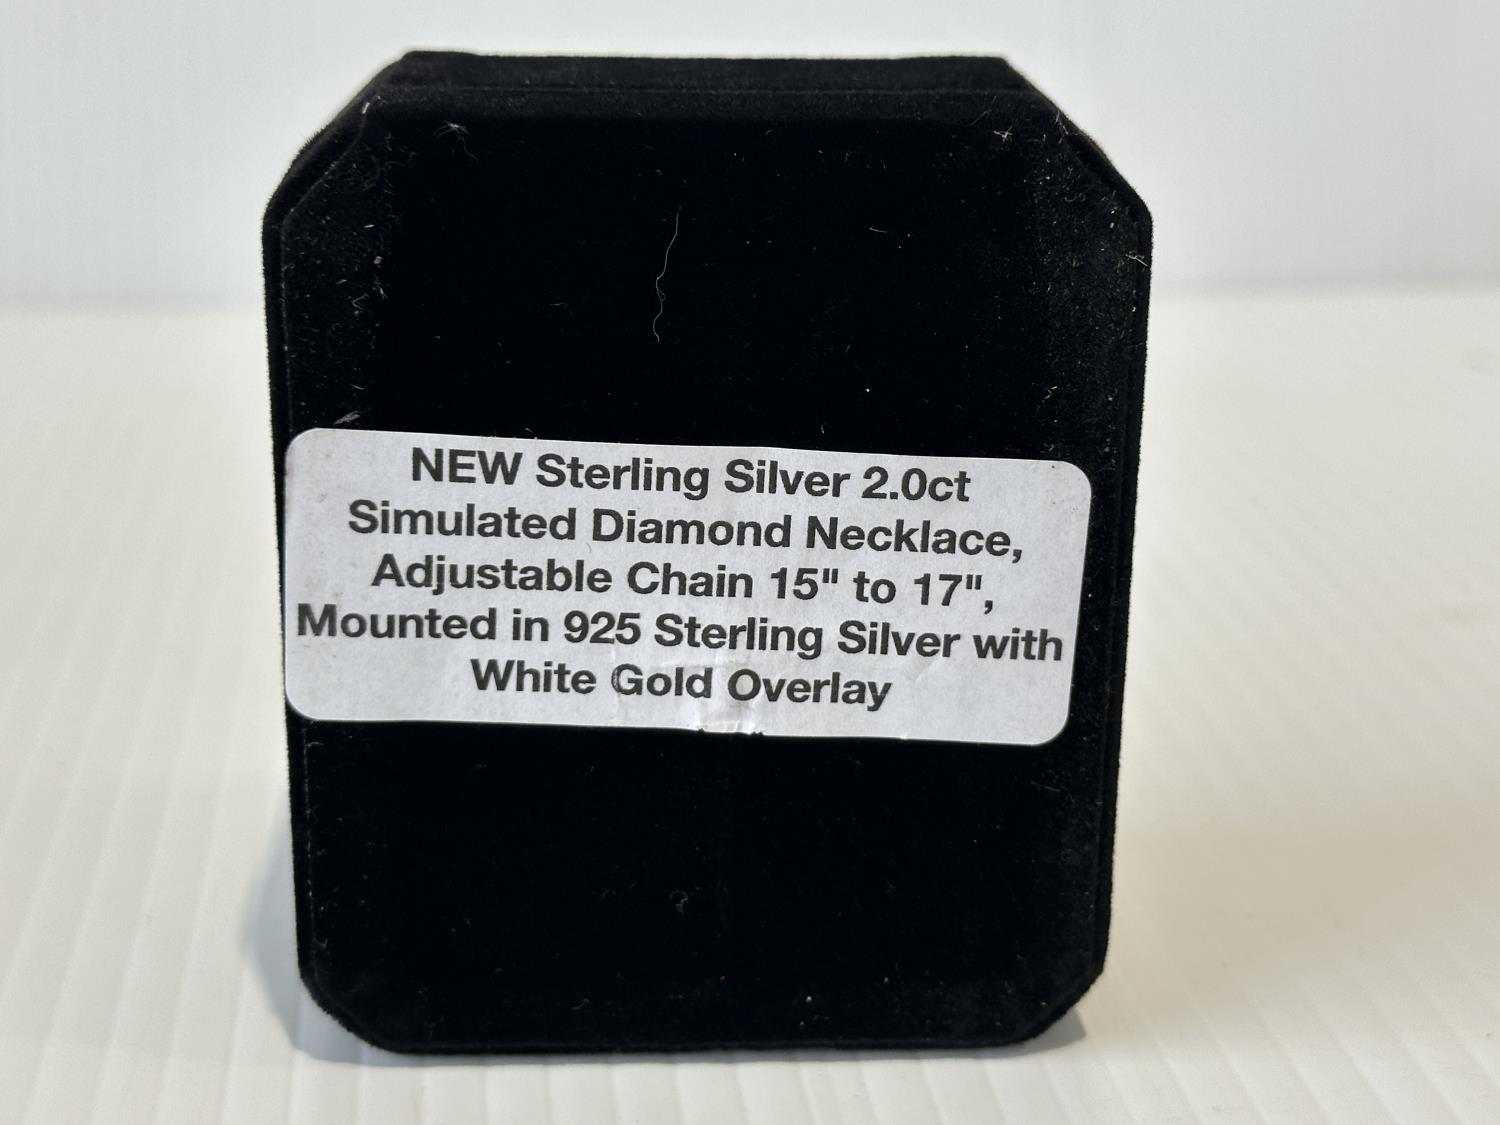 NEW Sterling Silver 2.0ct
Simulated Diamond Necklace,
Adjustable Chain 15" to 17",
Mounted in 925 Sterling Silver with
White Gold Overlay